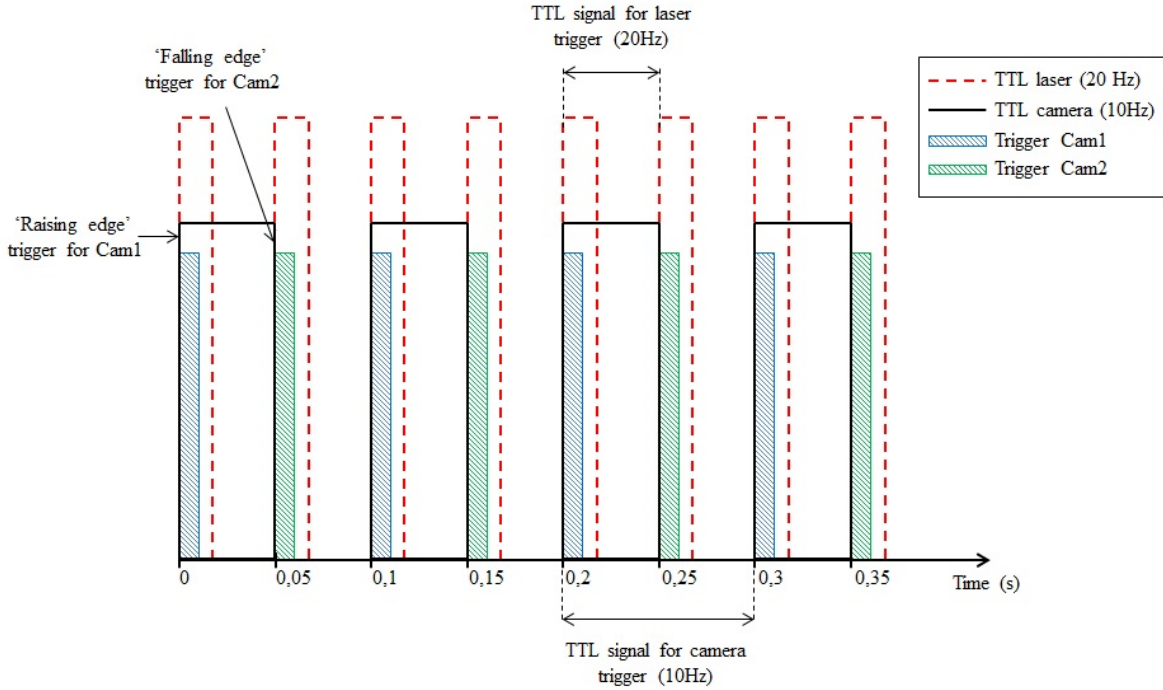 TTL signal for laser
trigger (20Hz)
‘Falling edge’
trigger for Cam2
TTL laser (20 Hz)
TTL camera (10Hz)
Trigger Cam1
Trigger Cam2
‘Raising edge’
trigger for Cam1
0
0,05
0,1
0,15
0,2
0,25
0,3
0,35
Time (s)
TTL signal for camera
trigger (10Hz)